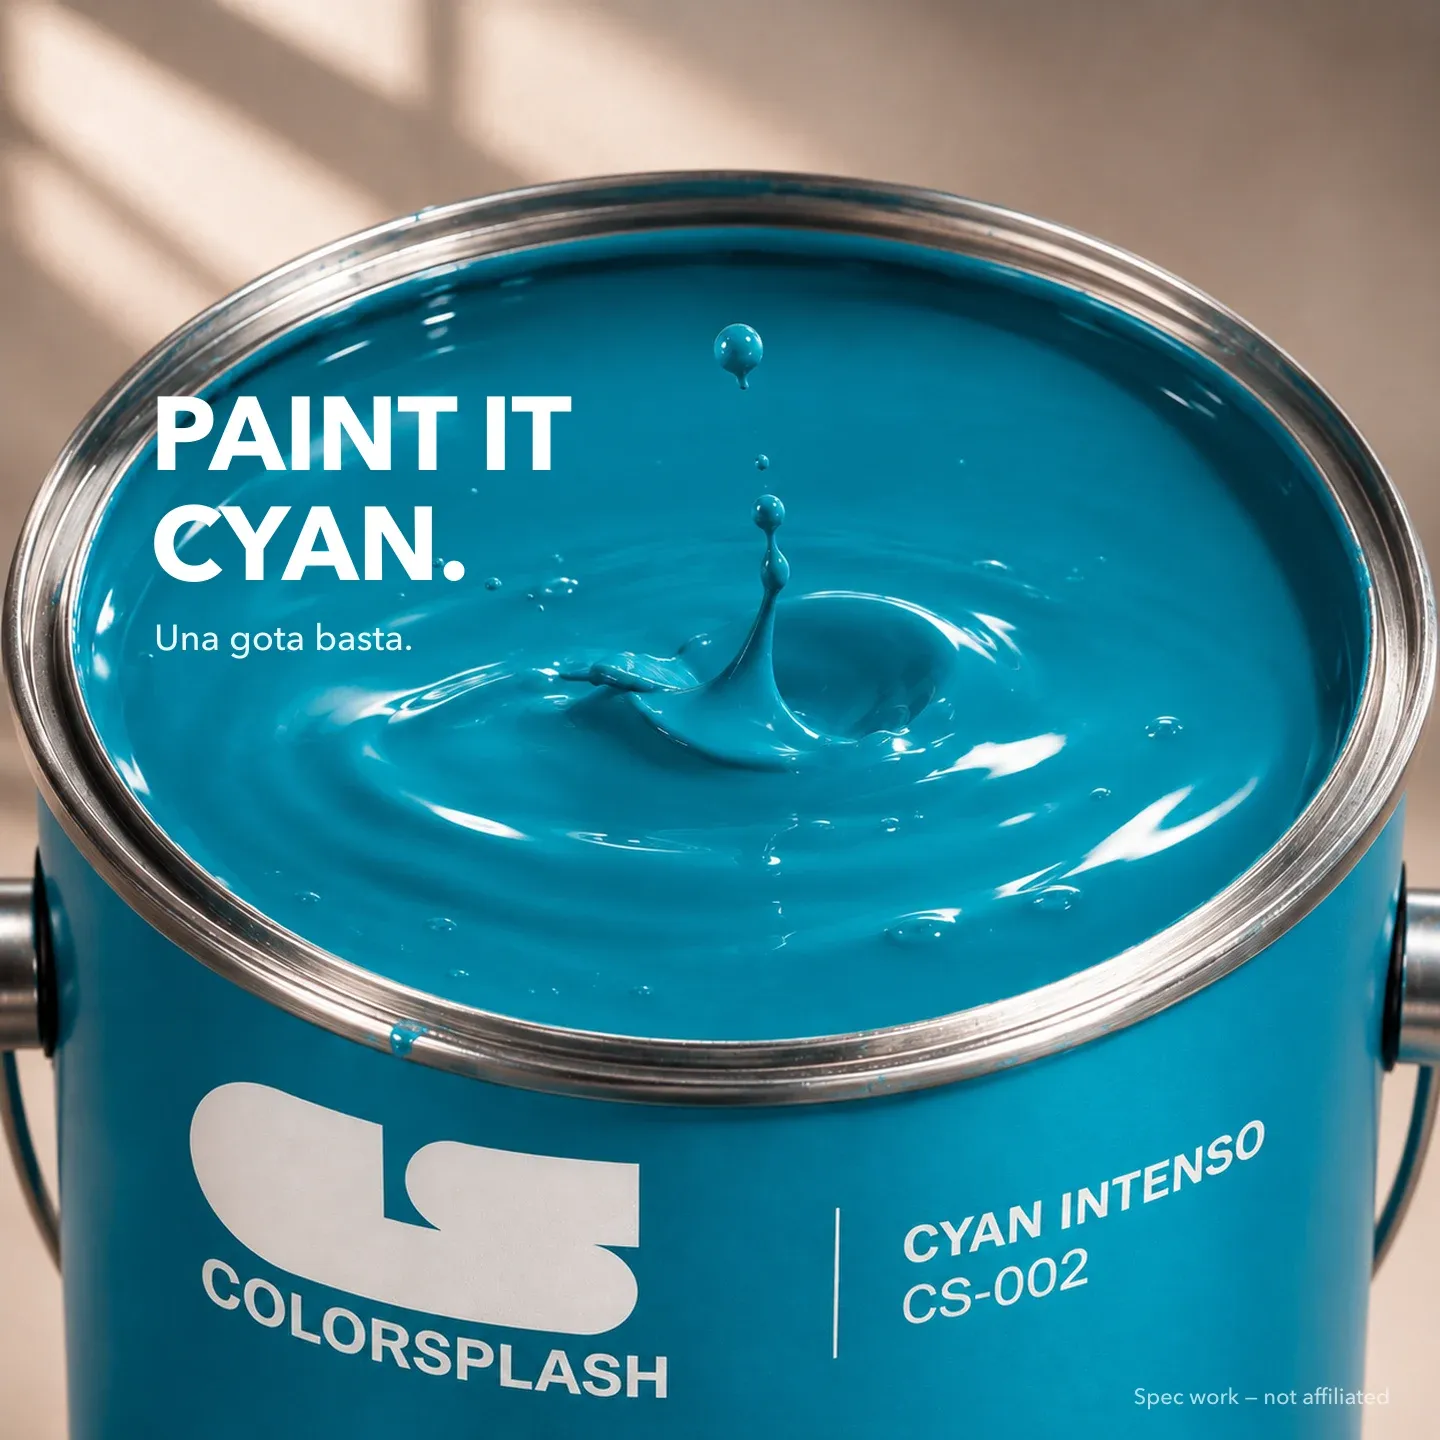 PAINT IT
CYAN.
Una gota basta.
COLORSPLASH
CYAN INTENSO
CS-002
Spec work – not affiliated